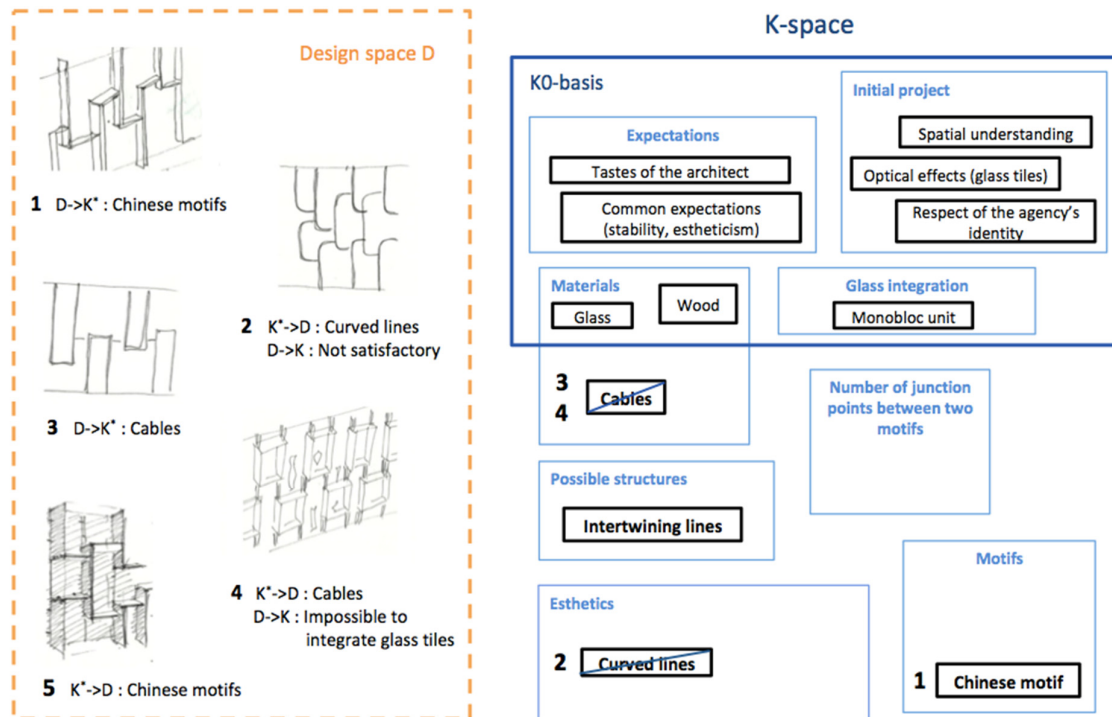 Design space D
1 D->K* : Chinese motifs
2 K*->D : Curved lines
D->K : Not satisfactory
3 D->K* : Cables
4 K*->D : Cables
D->K : Impossible to
integrate glass tiles
5 K*->D : Chinese motifs
K-space
K0-basis
Expectations
Tastes of the architect
Common expectations
(stability, estheticism)
Initial project
Spatial understanding
Optical effects (glass tiles)
Respect of the agency's
identity
Materials
Glass
Wood
Glass integration
Monobloc unit
3
4
Cables
Number of junction
points between two
motifs
Possible structures
Intertwining lines
Esthetics
2 Curved lines
Motifs
1 Chinese motif